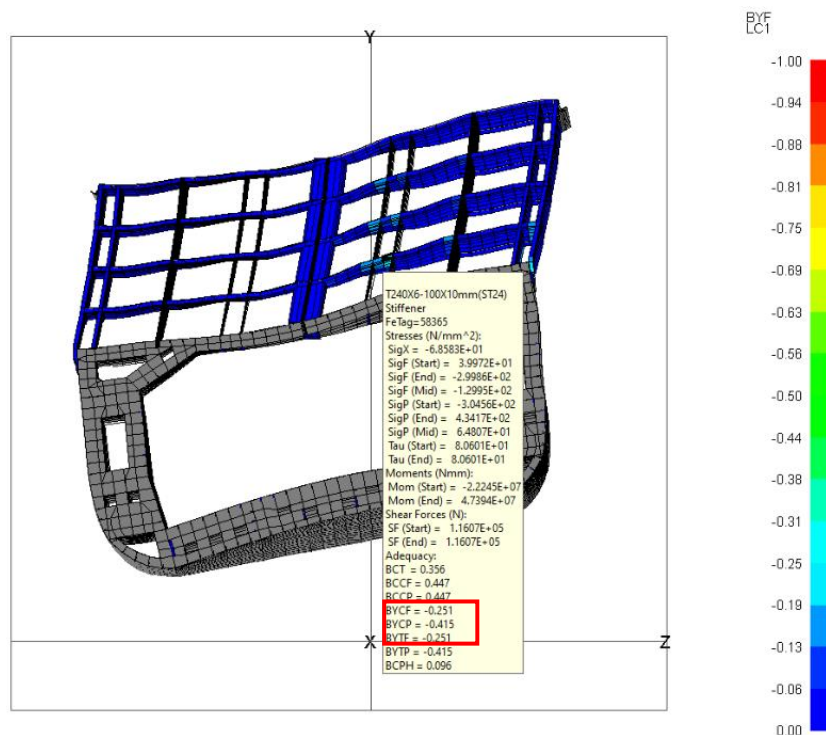 BYF
LC1
Y
-1.00
-0.94
-0.88
-0.81
-0.75
-0.69
-0.63
-0.56
-0.50
-0.44
-0.38
-0.31
-0.25
-0.19
-0.13
-0.06
0.00
T240X6-100X10mm(ST24)
Stiffener
FeTag=58365
Stresses (N/mm^2):
SigX = -6.8583E+01
SigF (Start) = 3.9972E+01
SigF (End) = -2.9986E+02
SigF (Mid) = -1.2995E+02
SigP (Start) = -3.0456E+02
SigP (End) = 4.3417E+02
SigP (Mid) = 6.4807E+01
Tau (Start) = 8.0601E+01
Tau (End) = 8.0601E+01
Moments (Nmm):
Mom (Start) = -2.2245E+07
Mom (End) = 4.7394E+07
Shear Forces (N):
SF (Start) = 1.1607E+05
SF (End) = 1.1607E+05
Adequacy:
BCT = 0.356
BCCF = 0.447
BCCP = 0.447
BYCF = -0.251
BYCP = -0.415
BYTF = -0.251
BYTP = -0.415
BCPH = 0.096
X
Z